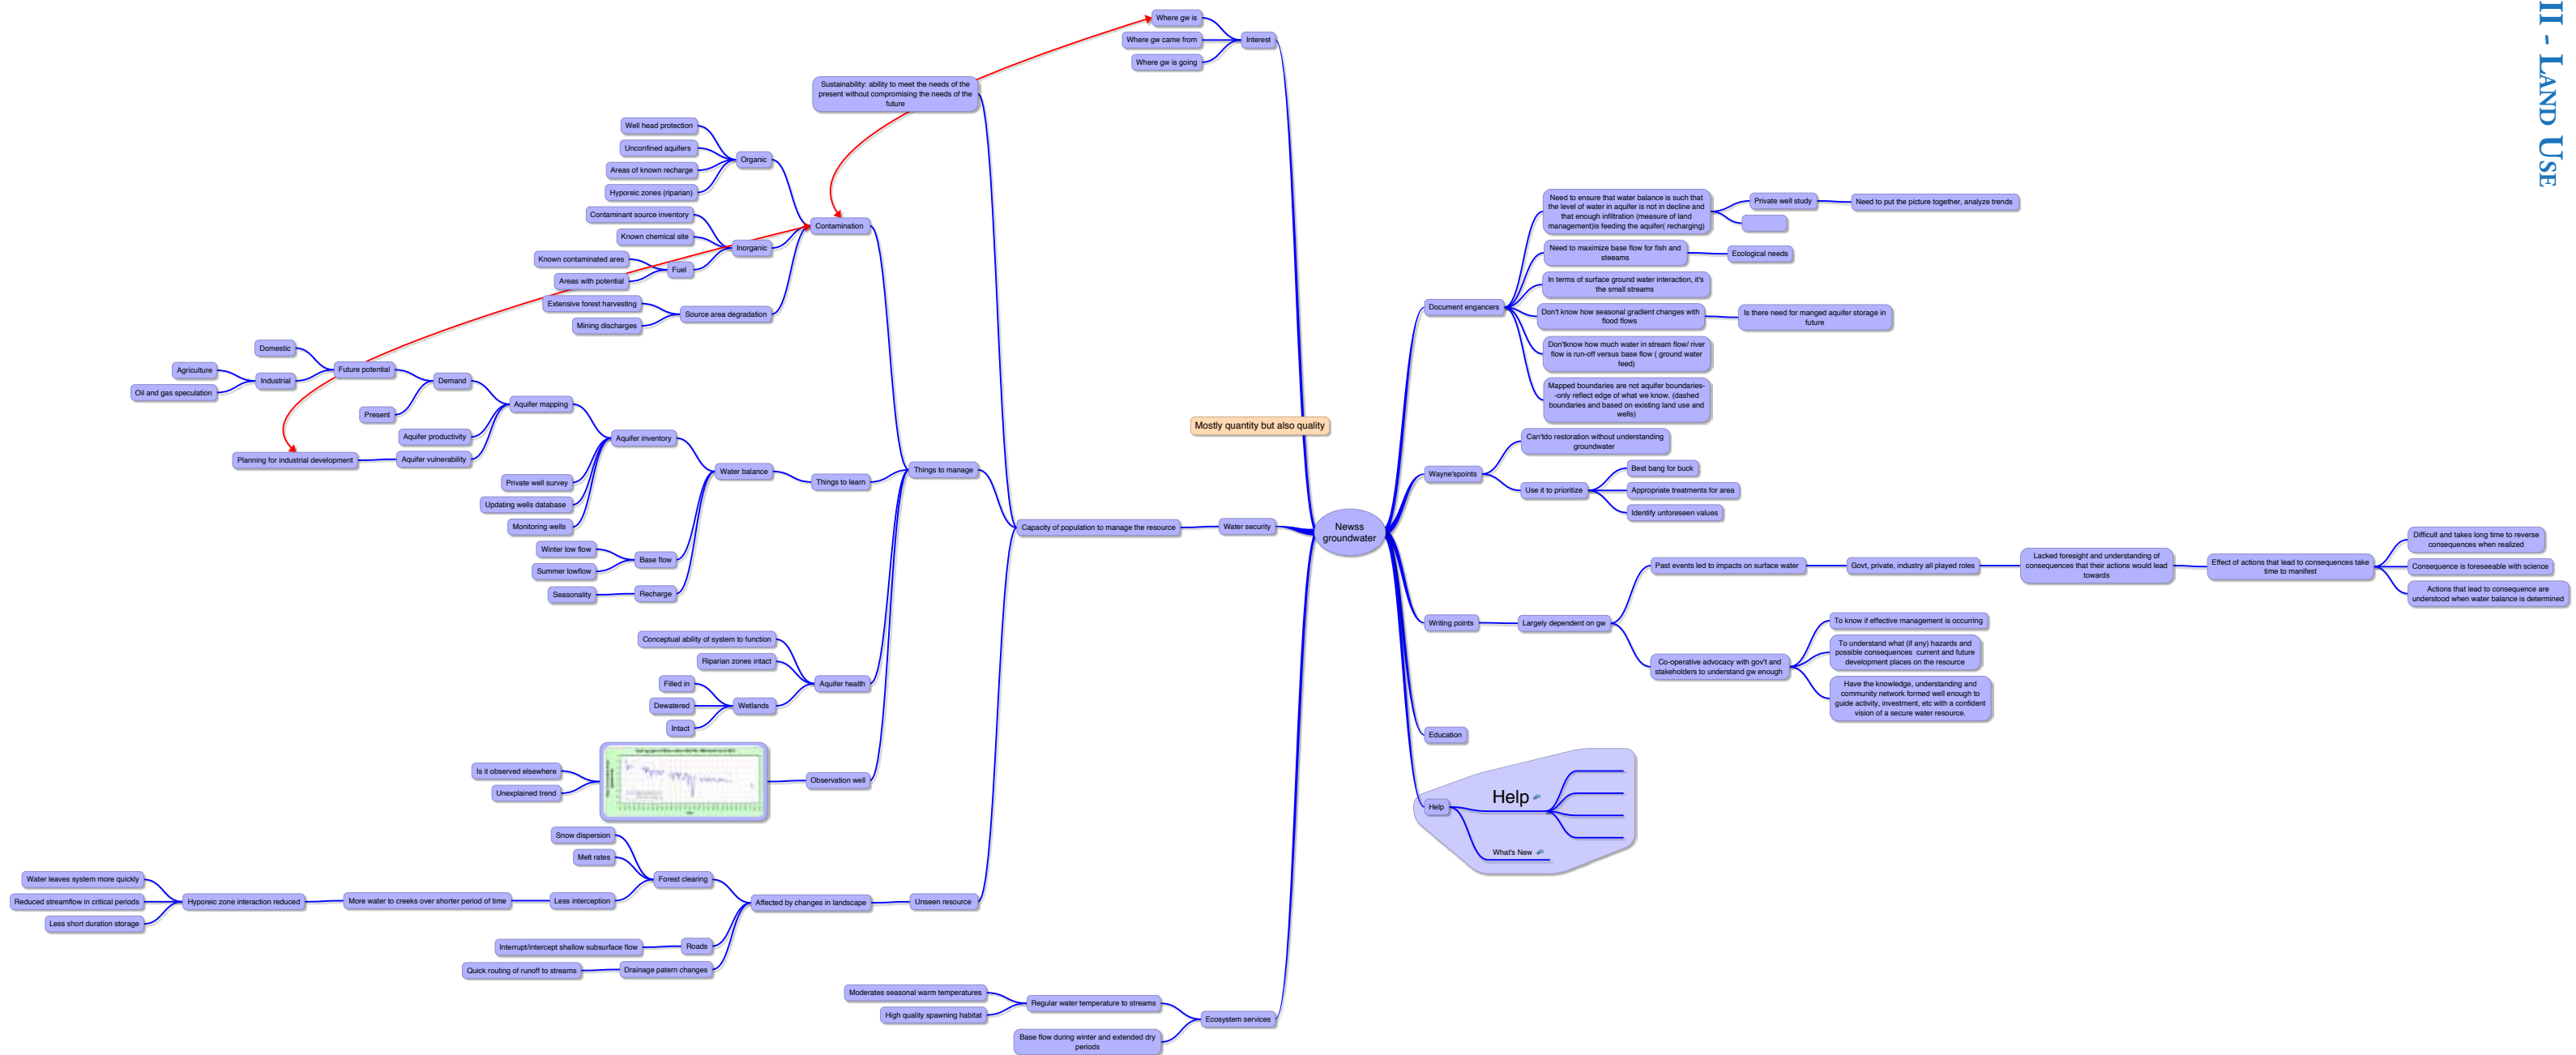 II - LAND USE
Where gw is
Where gw came from
Where gw is going
Interest
Sustainability: ability to meet the needs of the
present without compromising the needs of the
future
Well head protection
Unconfined aquifers
Areas of known recharge
Hyporeic zones (riparian)
Organic
Contaminant source inventory
Known chemical site
Inorganic
Known contaminated ares
Areas with potential
Fuel
Extensive forest harvesting
Mining discharges
Source area degradation
Contamination
Domestic
Agriculture
Oil and gas speculation
Industrial
Future potential
Present
Demand
Aquifer productivity
Planning for industrial development
Aquifer vulnerability
Aquifer mapping
Private well survey
Updating wells database
Monitoring wells
Aquifer inventory
Winter low flow
Summer lowflow
Base flow
Seasonality
Recharge
Water balance
Things to learn
Things to manage
Conceptual ability of system to function
Riparian zones intact
Filled in
Dewatered
Intact
Wetlands
Aquifer health
Is it observed elsewhere
Unexplained trend
Observation well
Snow dispersion
Melt rates
Water leaves system more quickly
Reduced streamflow in critical periods
Less short duration storage
Hyporeic zone interaction reduced
More water to creeks over shorter period of time
Less interception
Forest clearing
Interrupt/intercept shallow subsurface flow
Roads
Quick routing of runoff to streams
Drainage patern changes
Affected by changes in landscape
Unseen resource
Capacity of population to manage the resource
Water security
Moderates seasonal warm temperatures
High quality spawning habitat
Regular water temperature to streams
Base flow during winter and extended dry
periods
Ecosystem services
Mostly quantity but also quality
Newss
groundwater
Document engancers
Need to ensure that water balance is such that
the level of water in aquifer is not in decline and
that enough infiltration (measure of land
management)is feeding the aquifer( recharging)
Private well study
Need to put the picture together, analyze trends
Need to maximize base flow for fish and
steeams
Ecological needs
In terms of surface ground water interaction, it's
the small streams
Don't know how seasonal gradient changes with
flood flows
Is there need for manged aquifer storage in
future
Don'tknow how much water in stream flow/ river
flow is run-off versus base flow ( ground water
feed)
Mapped boundaries are not aquifer boundaries-
-only reflect edge of what we know. (dashed
boundaries and based on existing land use and
wells)
Wayne'spoints
Can'tdo restoration without understanding
groundwater
Use it to prioritize
Best bang for buck
Appropriate treatments for area
Identify unforeseen values
Writing points
Largely dependent on gw
Past events led to impacts on surface water
Govt, private, industry all played roles
Lacked foresight and understanding of
consequences that their actions would lead
towards
Effect of actions that lead to consequences take
time to manifest
Difficult and takes long time to reverse
consequences when realized
Consequence is foreseeable with science
Actions that lead to consequence are
understood when water balance is determined
Co-operative advocacy with gov't and
stakeholders to understand gw enough
To know if effective management is occurring
To understand what (if any) hazards and
possible consequences current and future
development places on the resource
Have the knowledge, understanding and
community network formed well enough to
guide activity, investment, etc with a confident
vision of a secure water resource.
Education
Help
Help
What's New